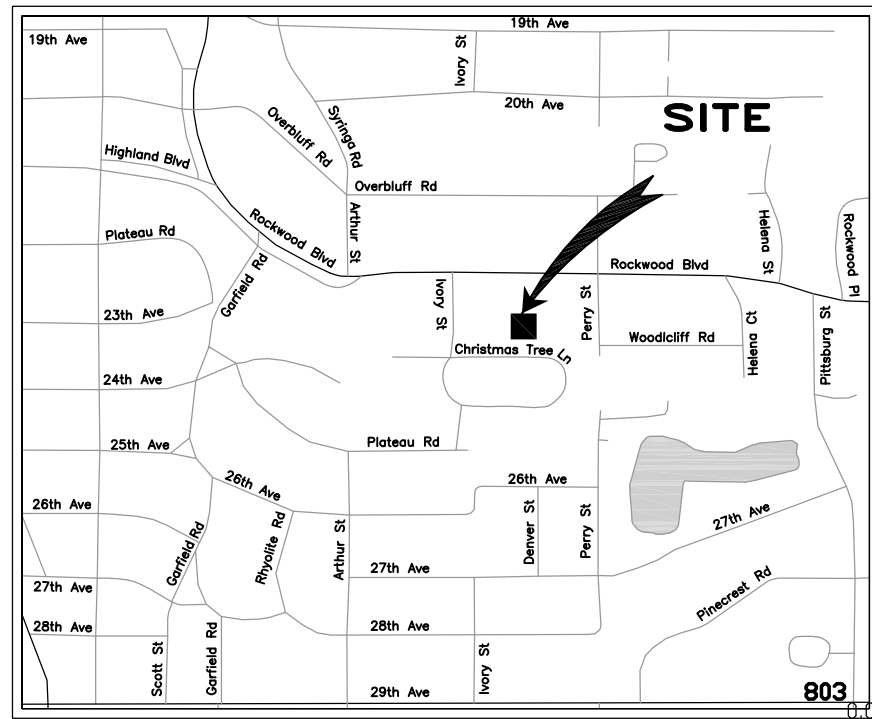 19th Ave
19th Ave
Ivory St
20th Ave
SITE
Overbluff Rd
Syringa Rd
Highland Blvd
Overbluff Rd
Arthur St
Rockwood Blvd
Helena St
Rockwood Pl
Plateau Rd
Garfield Rd
Rockwood Blvd
Ivory St
Perry St
23th Ave
Woodlcliff Rd
Helena Ct
Pittsburg St
Christmas Tree Ln
24th Ave
25th Ave
Plateau Rd
26th Ave
26th Ave
26th Ave
Denver St
Perry St
27th Ave
Garfield Rd
Rhyolite Rd
Arthur St
27th Ave
27th Ave
Pinecrest Rd
28th Ave
28th Ave
Scott St
Garfield Rd
Ivory St
29th Ave
803